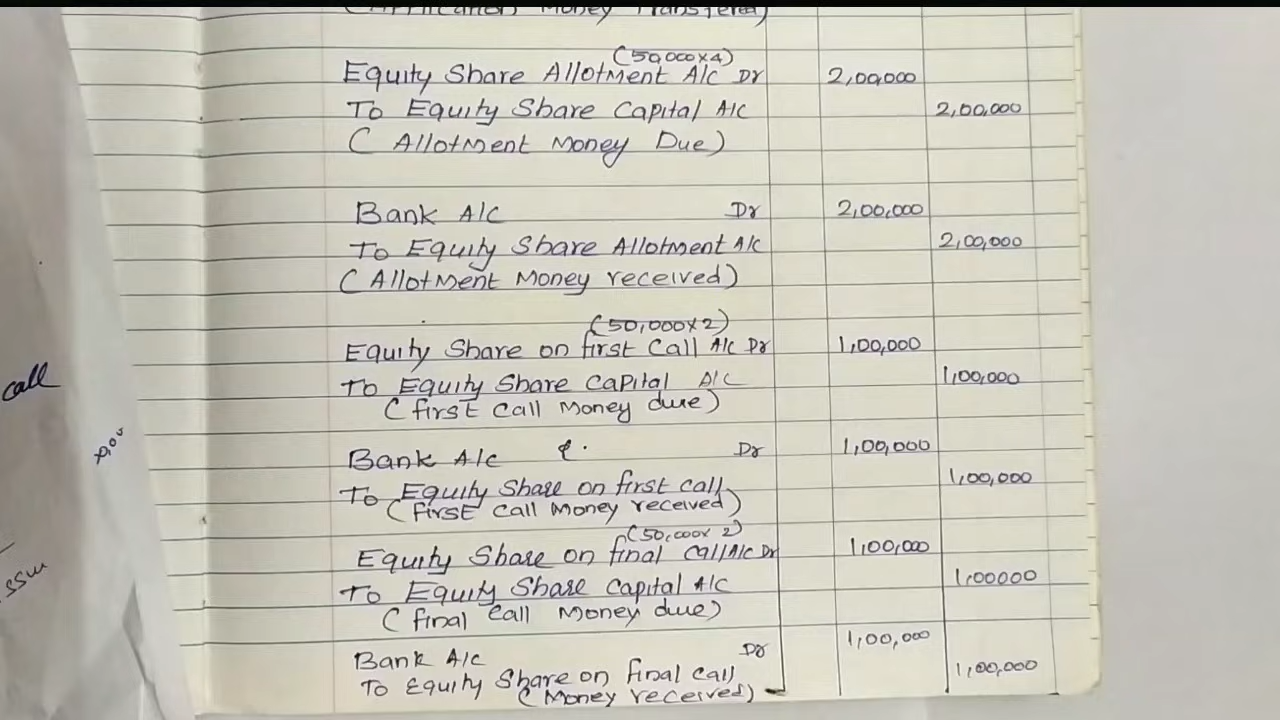 (Application Money Transfered)
(50,000x4)
Equity Share Allotment A/c Dr 2,00,000
To Equity Share Capital A/c 2,00,000
( Allotment Money Due)
Bank A/c Dr 2,00,000
To Equity Share Allotment A/c 2,00,000
( Allotment Money received)
(50,000x2)
Equity Share on first Call A/c Dr 1,00,000
To Equity Share Capital A/c 1,00,000
( first Call Money due)
call
Bank A/c Dr 1,00,000
To Equity Share on first call 1,00,000
( first Call Money received)
(50,000x 2)
Equity Share on final Call A/c Dr 1,00,000
To Equity Share Capital A/c 1,00000
( final Call Money due)
Bank A/c Dr 1,00,000
To Equity Share on final call 1,00,000
( Money received)